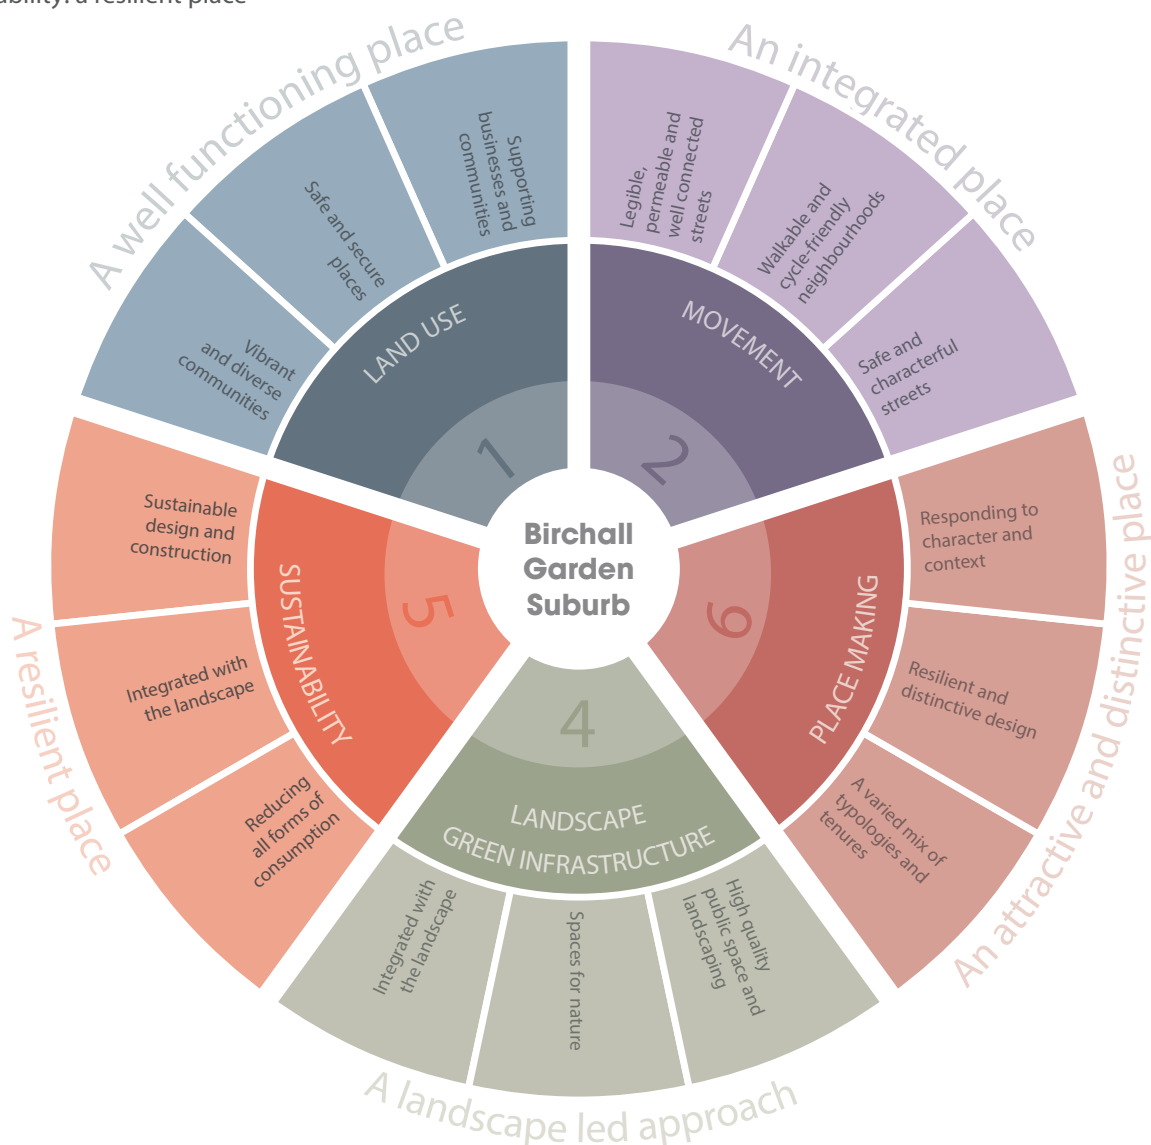 ability: a resilient place
A well functioning place
Supporting
businesses and
communities
Safe and secure
places
Vibrant
and diverse
communities
LAND USE
1
An integrated place
Legible,
permeable and
well connected
streets
Walkable and
cycle-friendly
neighbourhoods
Safe and
characterful
streets
MOVEMENT
2
Birchall
Garden
Suburb
An attractive and distinctive place
Responding to
character and
context
Resilient and
distinctive design
A varied mix of
typologies and
tenures
PLACE MAKING
A landscape led approach
4
LANDSCAPE
GREEN INFRASTRUCTURE
High quality
public space and
landscaping
Spaces for nature
Integrated with
the landscape
A resilient place
SUSTAINABILITY
5
Sustainable
design and
construction
Integrated with
the landscape
Reducing
all forms of
consumption